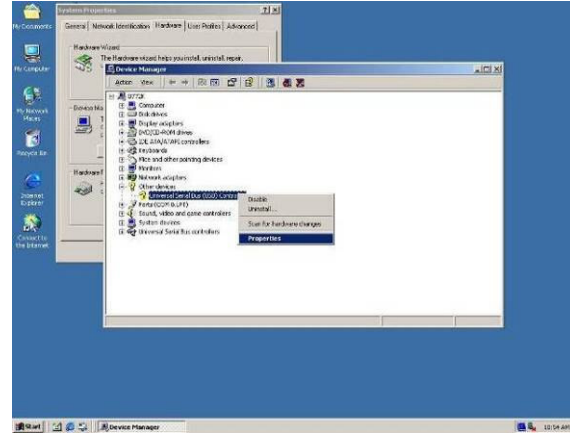 My Documents
My Computer
My Network
Places
Recycle Bin
Internet
Explorer
Connect to
the Internet
System Properties
General
Network Identification
Hardware
User Profiles
Advanced
Hardware Wizard
The Hardware wizard helps you install, uninstall, repair,
Device Manager
Action View
Computer
Disk drives
Display adapters
DVD/CD-ROM drives
IDE ATA/ATAPI controllers
Keyboards
Mice and other pointing devices
Monitors
Network adapters
Other devices
Universal Serial Bus (USB) Controller
Ports (COM & LPT)
Sound, video and game controllers
System devices
Universal Serial Bus controllers
Disable
Uninstall...
Scan for hardware changes
Properties
Start
Device Manager